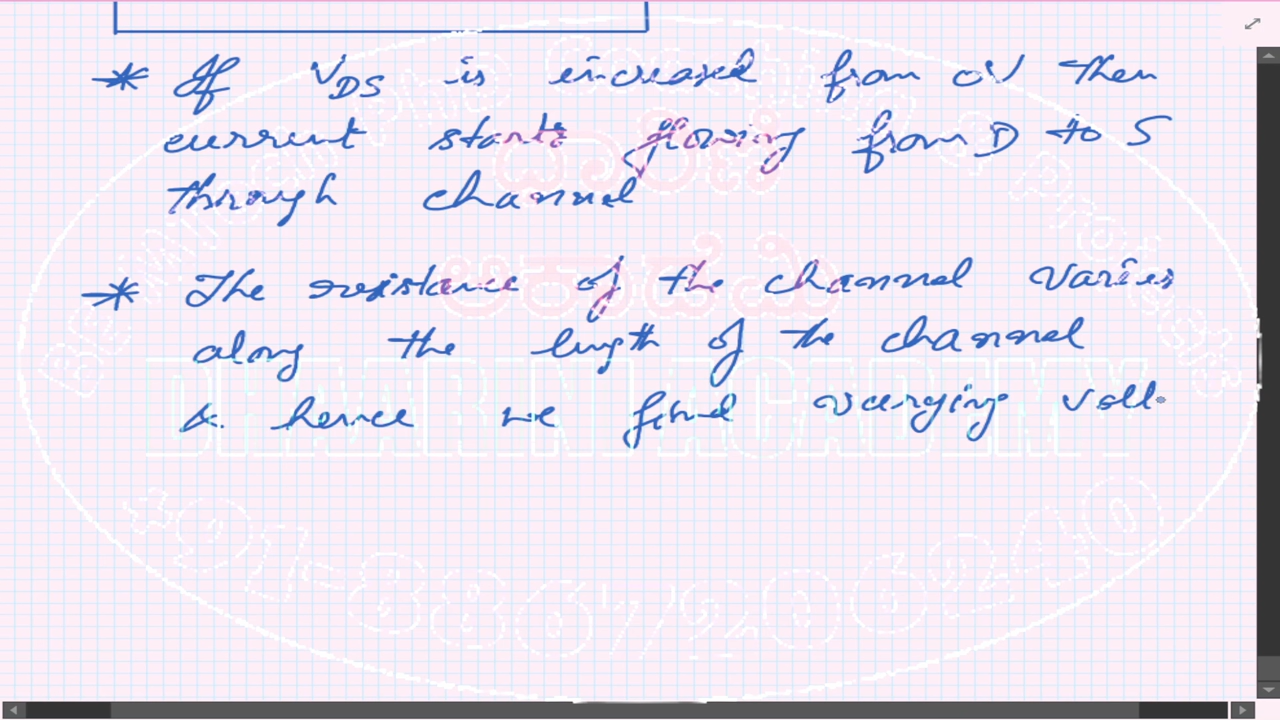 * If VDS is increased from 0V then
current starts flowing from D to S
through channel
* The resistance of the channel varies
along the length of the channel
& hence we find varying volt